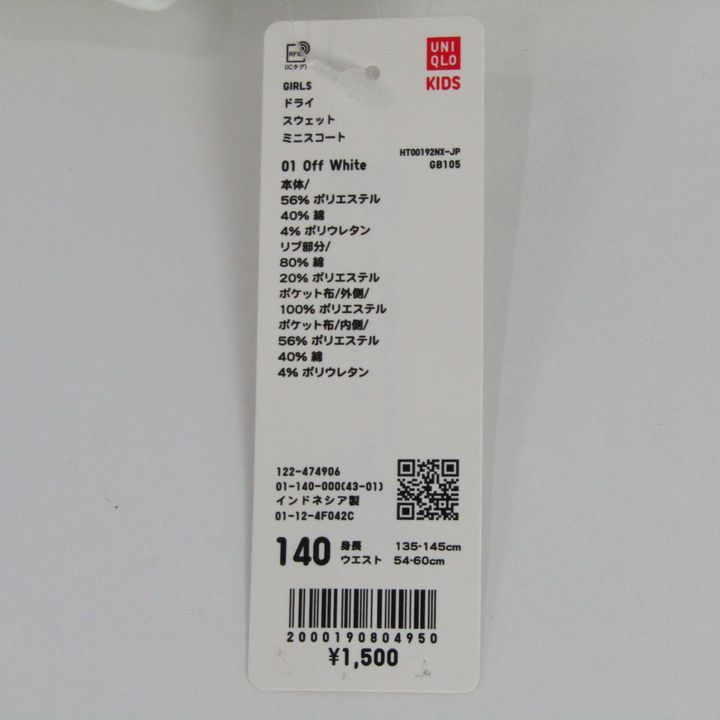 RFiD
(ICタグ)
UNI
QLO
KIDS
GIRLS
ドライ
スウェット
ミニスコート
HT00192NX-JP
01 Off White
GB105
本体/
56% ポリエステル
40% 綿
4% ポリウレタン
リブ部分/
80% 綿
20% ポリエステル
ポケット布/外側/
100% ポリエステル
ポケット布/内側/
56% ポリエステル
40% 綿
4% ポリウレタン
122-474906
01-140-000(43-01)
インドネシア製
01-12-4F042C
140 身長 135-145cm
ウエスト 54-60cm
2000190804950
¥1,500